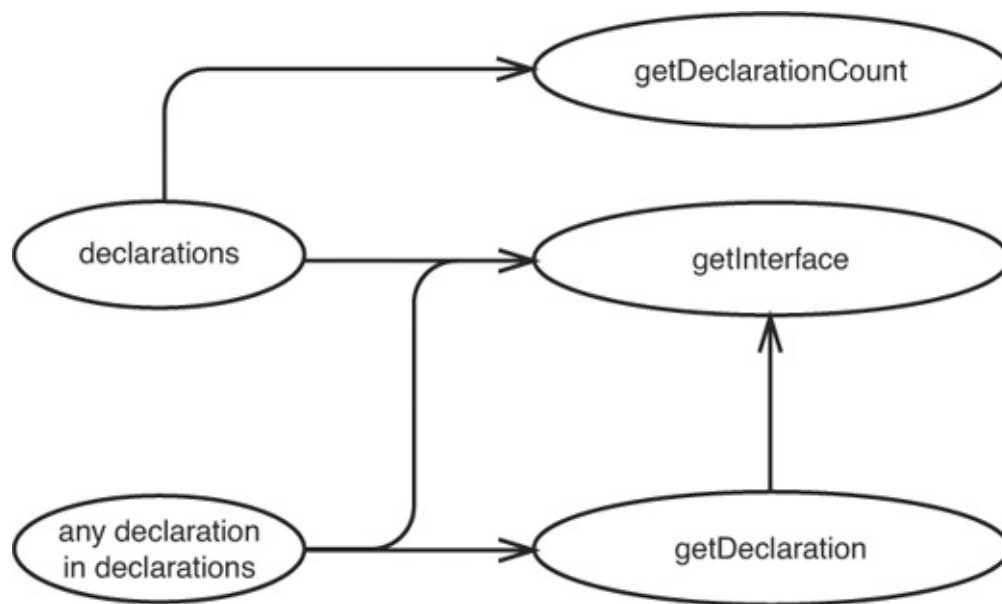 getDeclarationCount
declarations
getInterface
any declaration
in declarations
getDeclaration